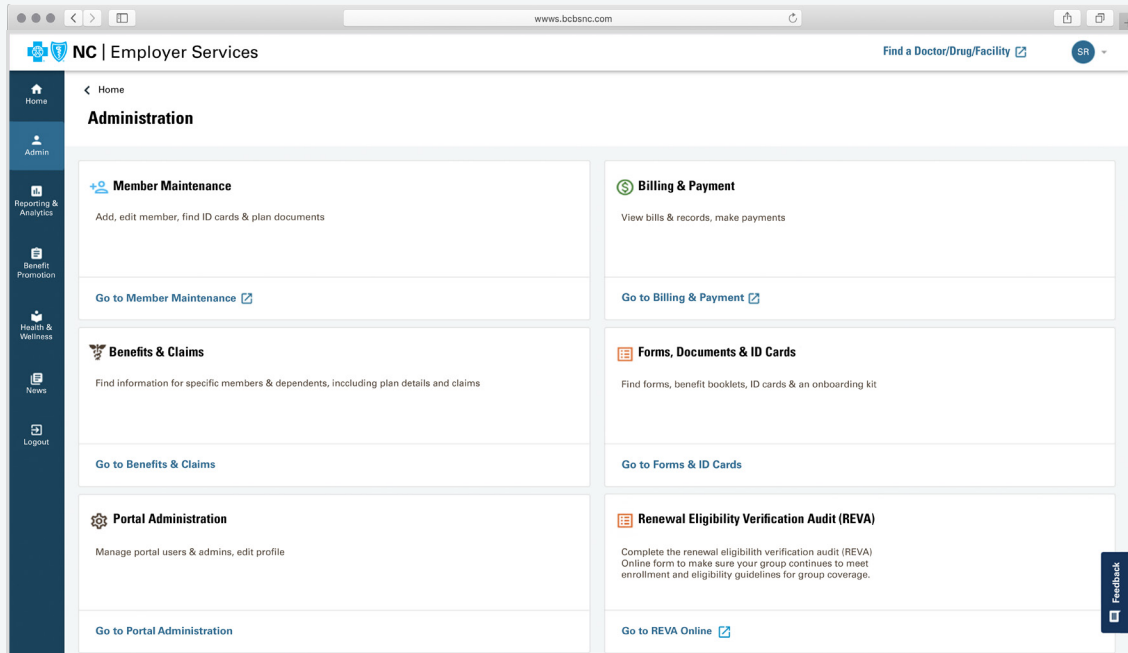 wwws.bcbsnc.com
NC | Employer Services
Find a Doctor/Drug/Facility
SR
Home
Admin
Reporting &
Analytics
Benefit
Promotion
Health &
Wellness
News
Logout
Home
Administration
Member Maintenance
Add, edit member, find ID cards & plan documents
Go to Member Maintenance
Billing & Payment
View bills & records, make payments
Go to Billing & Payment
Benefits & Claims
Find information for specific members & dependents, inccluding plan details and claims
Go to Benefits & Claims
Forms, Documents & ID Cards
Find forms, benefit booklets, ID cards & an onboarding kit
Go to Forms & ID Cards
Portal Administration
Manage portal users & admins, edit profile
Go to Portal Administration
Renewal Eligibility Verification Audit (REVA)
Complete the renewal eligibilith verification audit (REVA)
Online form to make sure your group continues to meet
enrollment and eligibility guidelines for group coverage.
Go to REVA Online
Feedback